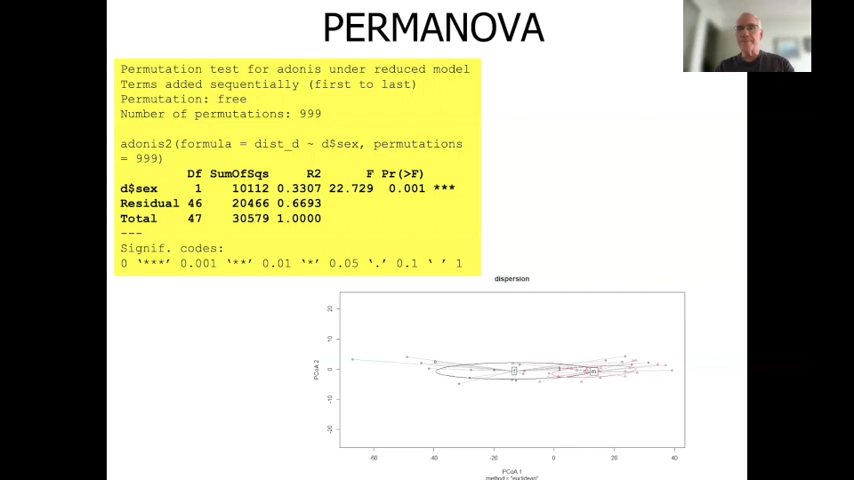 PERMANOVA
Permutation test for adonis under reduced model
Terms added sequentially (first to last)
Permutation: free
Number of permutations: 999
adonis2(formula = dist_d ~ d$sex, permutations
= 999)
Df SumOfSqs R2 F Pr(>F)
d$sex 1 10112 0.3307 22.729 0.001 ***
Residual 46 20466 0.6693
Total 47 30579 1.0000
---
Signif. codes:
0 ‘***’ 0.001 ‘**’ 0.01 ‘*’ 0.05 ‘.’ 0.1 ‘ ’ 1
dispersion
20
10
0
-10
-20
PCoA 2
f
m
-60 -40 -20 0 20 40
PCoA 1
method = "euclidean"